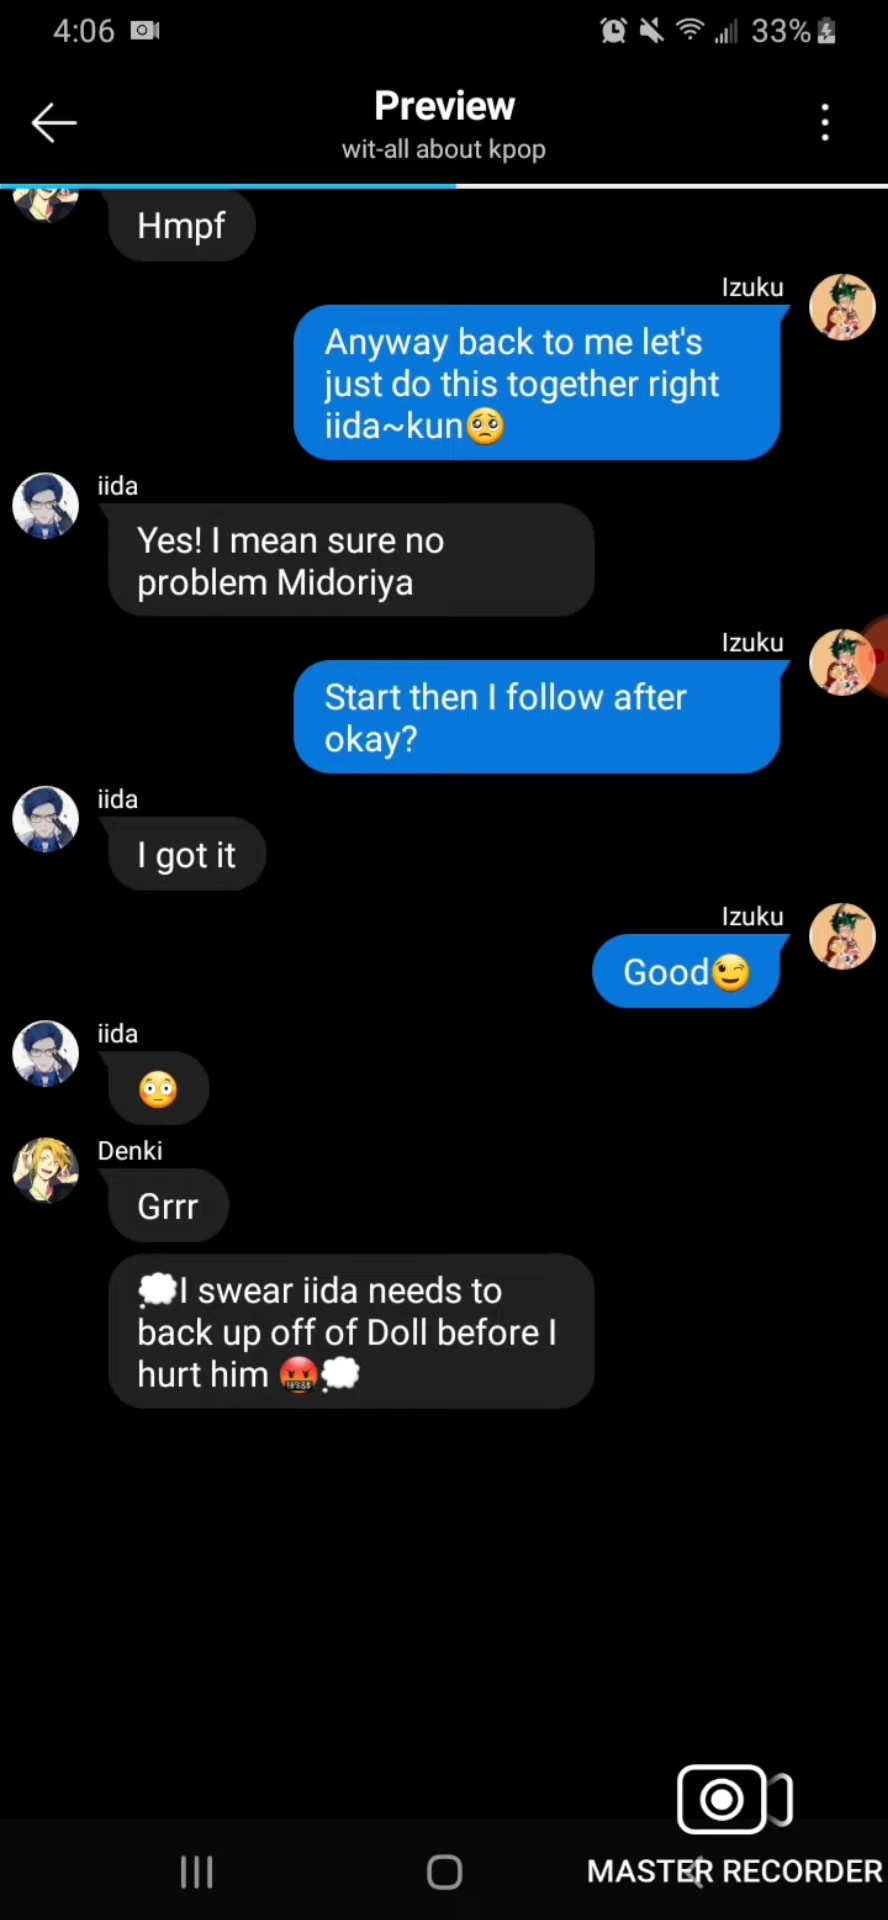 4:06
33%
Preview
wit-all about kpop
Hmpf
Izuku
Anyway back to me let's
just do this together right
iida~kun🥺
iida
Yes! I mean sure no
problem Midoriya
Izuku
Start then I follow after
okay?
iida
I got it
Izuku
Good😉
iida
😳
Denki
Grrr
💭I swear iida needs to
back up off of Doll before I
hurt him 🤬💭
MASTER RECORDER